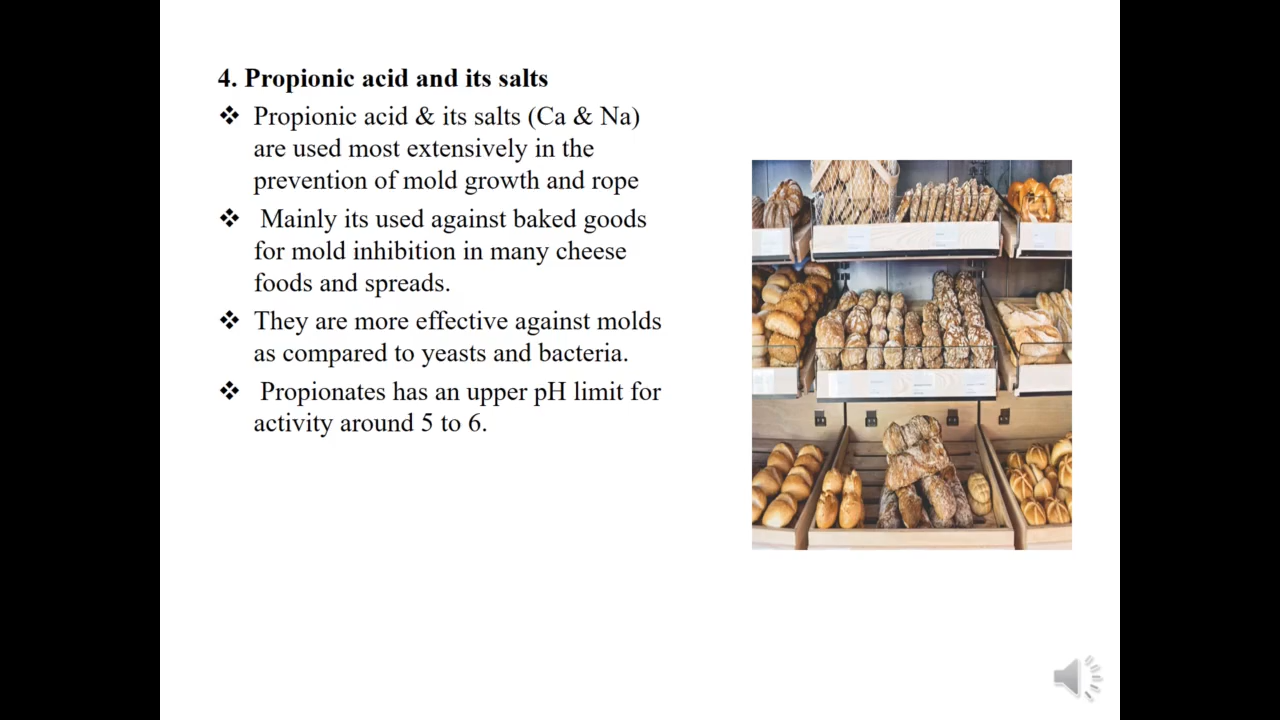 4. Propionic acid and its salts
❖ Propionic acid & its salts (Ca & Na)
are used most extensively in the
prevention of mold growth and rope
❖ Mainly its used against baked goods
for mold inhibition in many cheese
foods and spreads.
❖ They are more effective against molds
as compared to yeasts and bacteria.
❖ Propionates has an upper pH limit for
activity around 5 to 6.